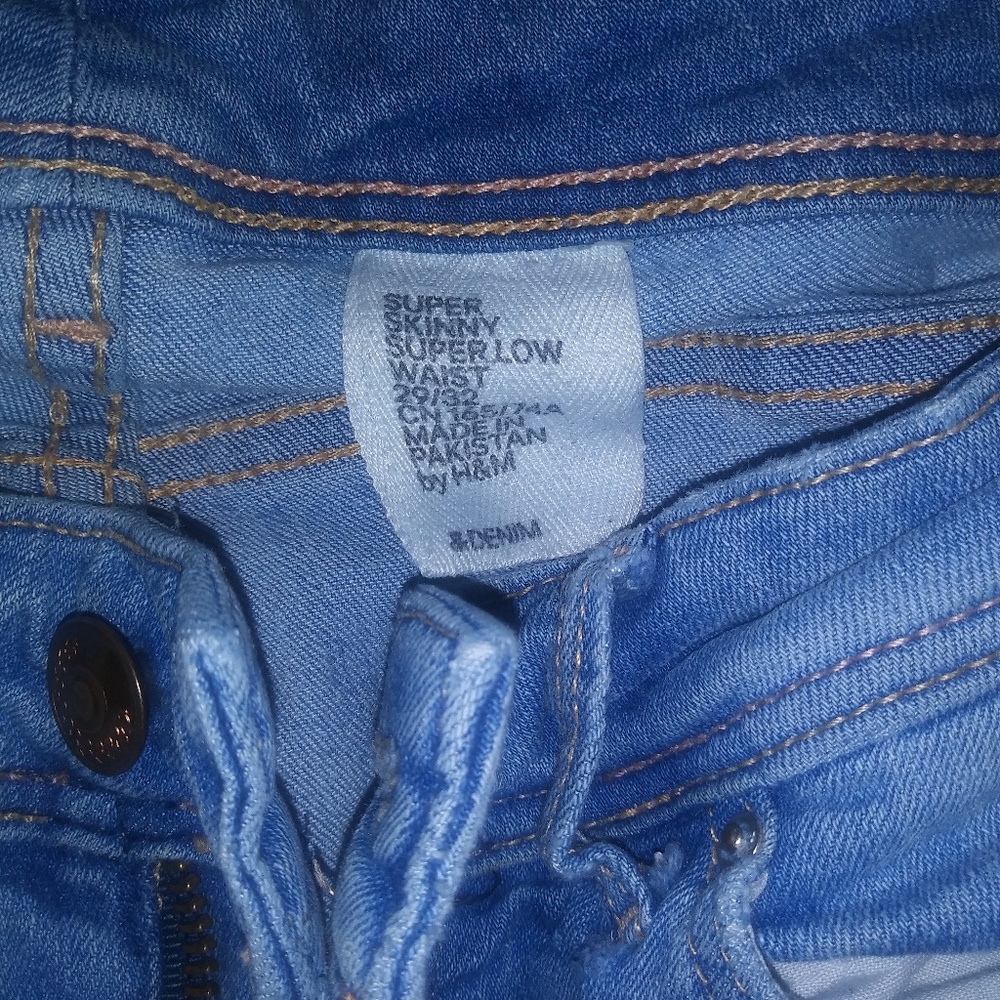 SUPER
SKINNY
SUPER LOW
WAIST
29/32
CN 165/74A
MADE IN
PAKISTAN
by H&M
&DENIM